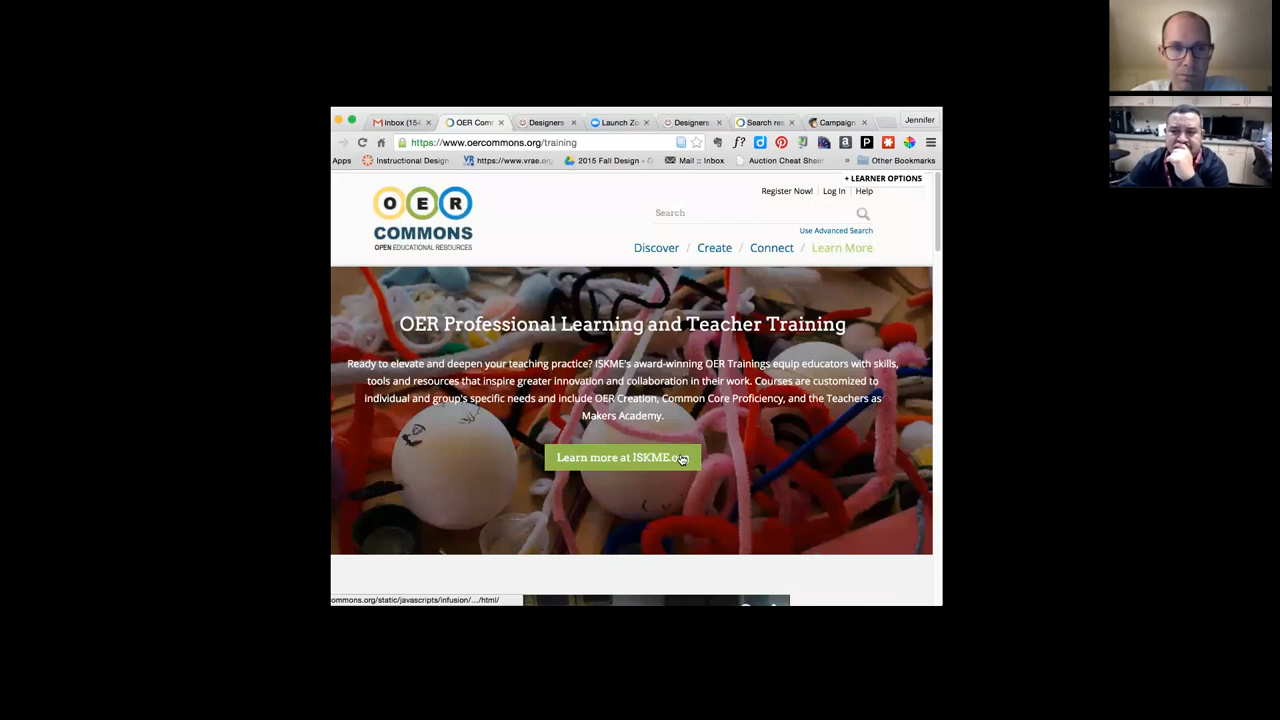 Inbox (154
OER Com
Designers
Launch Zo
Designers
Search res
Campaign
Jennifer
https://www.oercommons.org/training
Apps
Instructional Design
https://www.vrae.org
2015 Fall Design - G
Mail :: Inbox
Auction Cheat Sheet
»
Other Bookmarks
+ LEARNER OPTIONS
Register Now! | Log In | Help
Search
Use Advanced Search
O E R
COMMONS
OPEN EDUCATIONAL RESOURCES
Discover / Create / Connect / Learn More
OER Professional Learning and Teacher Training
Ready to elevate and deepen your teaching practice? ISKME's award-winning OER Trainings equip educators with skills,
tools and resources that inspire greater innovation and collaboration in their work. Courses are customized to
individual and group's specific needs and include OER Creation, Common Core Proficiency, and the Teachers as
Makers Academy.
Learn more at ISKME.o
ommons.org/static/javascripts/infusion/.../html/